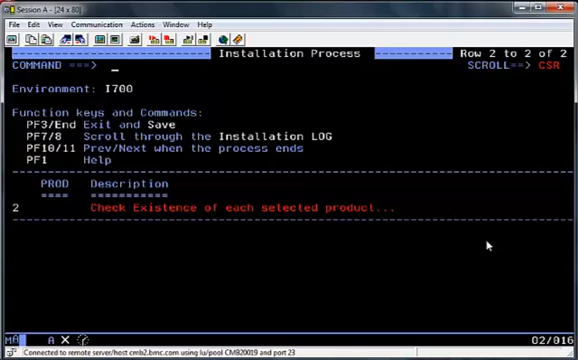 Session A - [24 x 80]
File Edit View Communication Actions Window Help
Installation Process Row 2 to 2 of 2
COMMAND ===> SCROLL==> CSR
Environment: I700
Function keys and Commands:
PF3/End Exit and Save
PF7/8 Scroll through the Installation LOG
PF10/11 Prev/Next when the process ends
PF1 Help
PROD Description
==== ===========
2 Check Existence of each selected product...
A 02/016
Connected to remote server/host cmb2.bmc.com using lu/pool CMB20019 and port 23